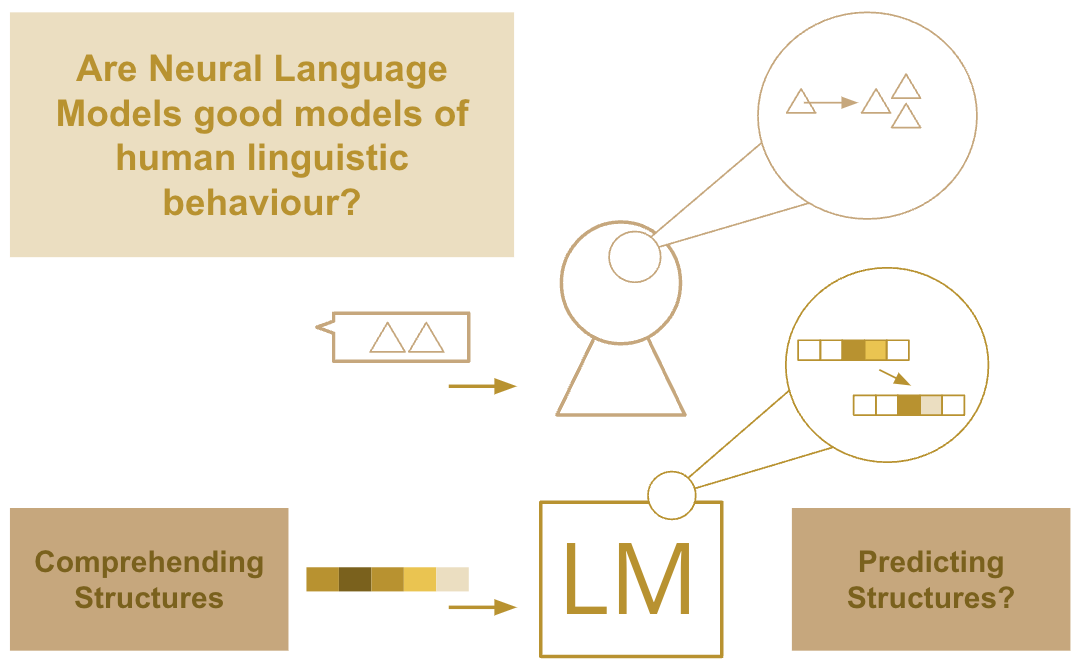 Are Neural Language
Models good models of
human linguistic
behaviour?
Comprehending
Structures
LM
Predicting
Structures?